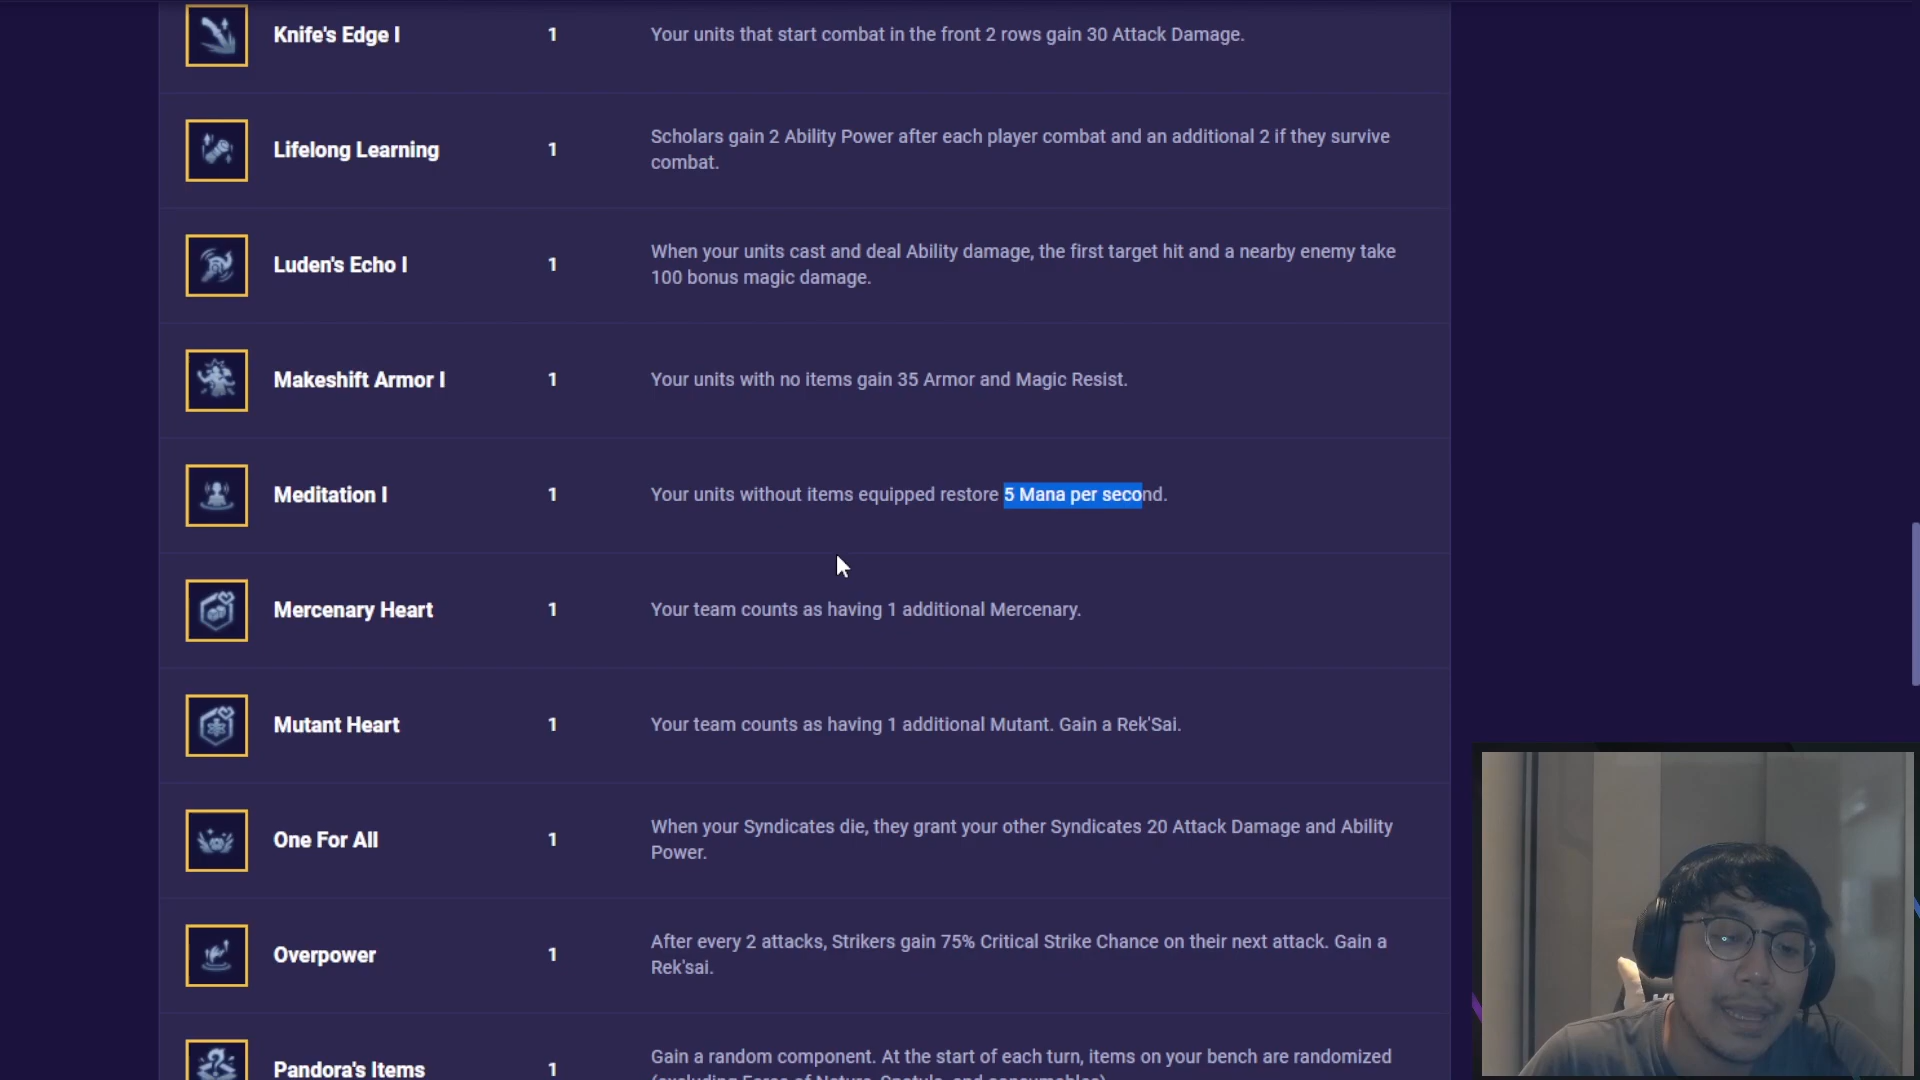 Knife's Edge I 1 Your units that start combat in the front 2 rows gain 30 Attack Damage.
Lifelong Learning 1 Scholars gain 2 Ability Power after each player combat and an additional 2 if they survive
combat.
Luden's Echo I 1 When your units cast and deal Ability damage, the first target hit and a nearby enemy take
100 bonus magic damage.
Makeshift Armor I 1 Your units with no items gain 35 Armor and Magic Resist.
Meditation I 1 Your units without items equipped restore 5 Mana per second.
Mercenary Heart 1 Your team counts as having 1 additional Mercenary.
Mutant Heart 1 Your team counts as having 1 additional Mutant. Gain a Rek'Sai.
One For All 1 When your Syndicates die, they grant your other Syndicates 20 Attack Damage and Ability
Power.
Overpower 1 After every 2 attacks, Strikers gain 75% Critical Strike Chance on their next attack. Gain a
Rek'sai.
Pandora's Items 1 Gain a random component. At the start of each turn, items on your bench are randomized